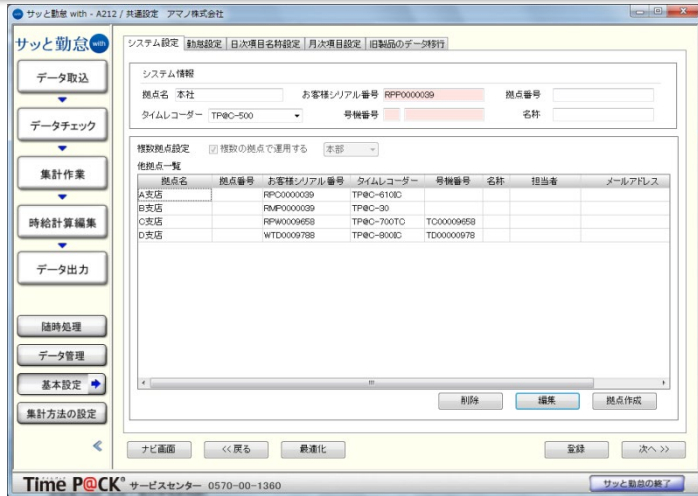 サッと勤怠 with - A212 / 共通設定　アマノ株式会社
サッと勤怠 with
システム設定 勤怠設定 日次項目名称設定 月次項目設定 旧製品のデータ移行
データ取込
データチェック
集計作業
時給計算編集
データ出力
随時処理
データ管理
基本設定
集計方法の設定
システム情報
拠点名 本社 お客様シリアル番号 RPP0000039 拠点番号
タイムレコーダー TP@C-500 号機番号 名称
複数拠点設定 複数の拠点で運用する 本部
他拠点一覧
拠点名 拠点番号 お客様シリアル番号 タイムレコーダー 号機番号 名称 担当者 メールアドレス
A支店 RPC0000039 TP@C-610IC
B支店 RMP0000039 TP@C-30
C支店 RPW0009658 TP@C-700TC TC00009658
D支店 WTD0009788 TP@C-800IC TD00000978
削除 編集 拠点作成
ナビ画面 << 戻る 最適化 登録 次へ >>
Time P@CK® サービスセンター 0570-00-1360 サッと勤怠の終了